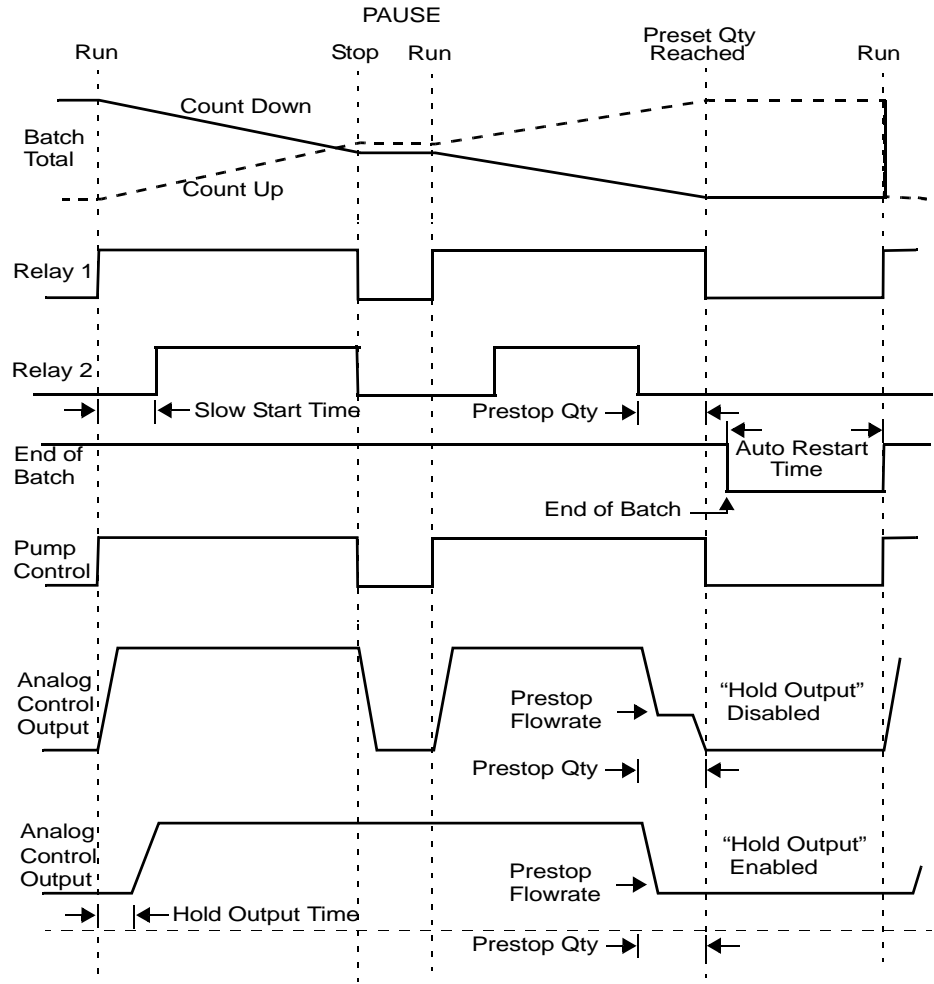 PAUSE
Run
Stop
Run
Preset Qty
Reached
Run
Count Down
Batch
Total
Count Up
Relay 1
Relay 2
Slow Start Time
Prestop Qty
End of
Batch
Auto Restart
Time
End of Batch
Pump
Control
Analog
Control
Output
Prestop
Flowrate
“Hold Output”
Disabled
Prestop Qty
Analog
Control
Output
Prestop
Flowrate
“Hold Output”
Enabled
Hold Output Time
Prestop Qty